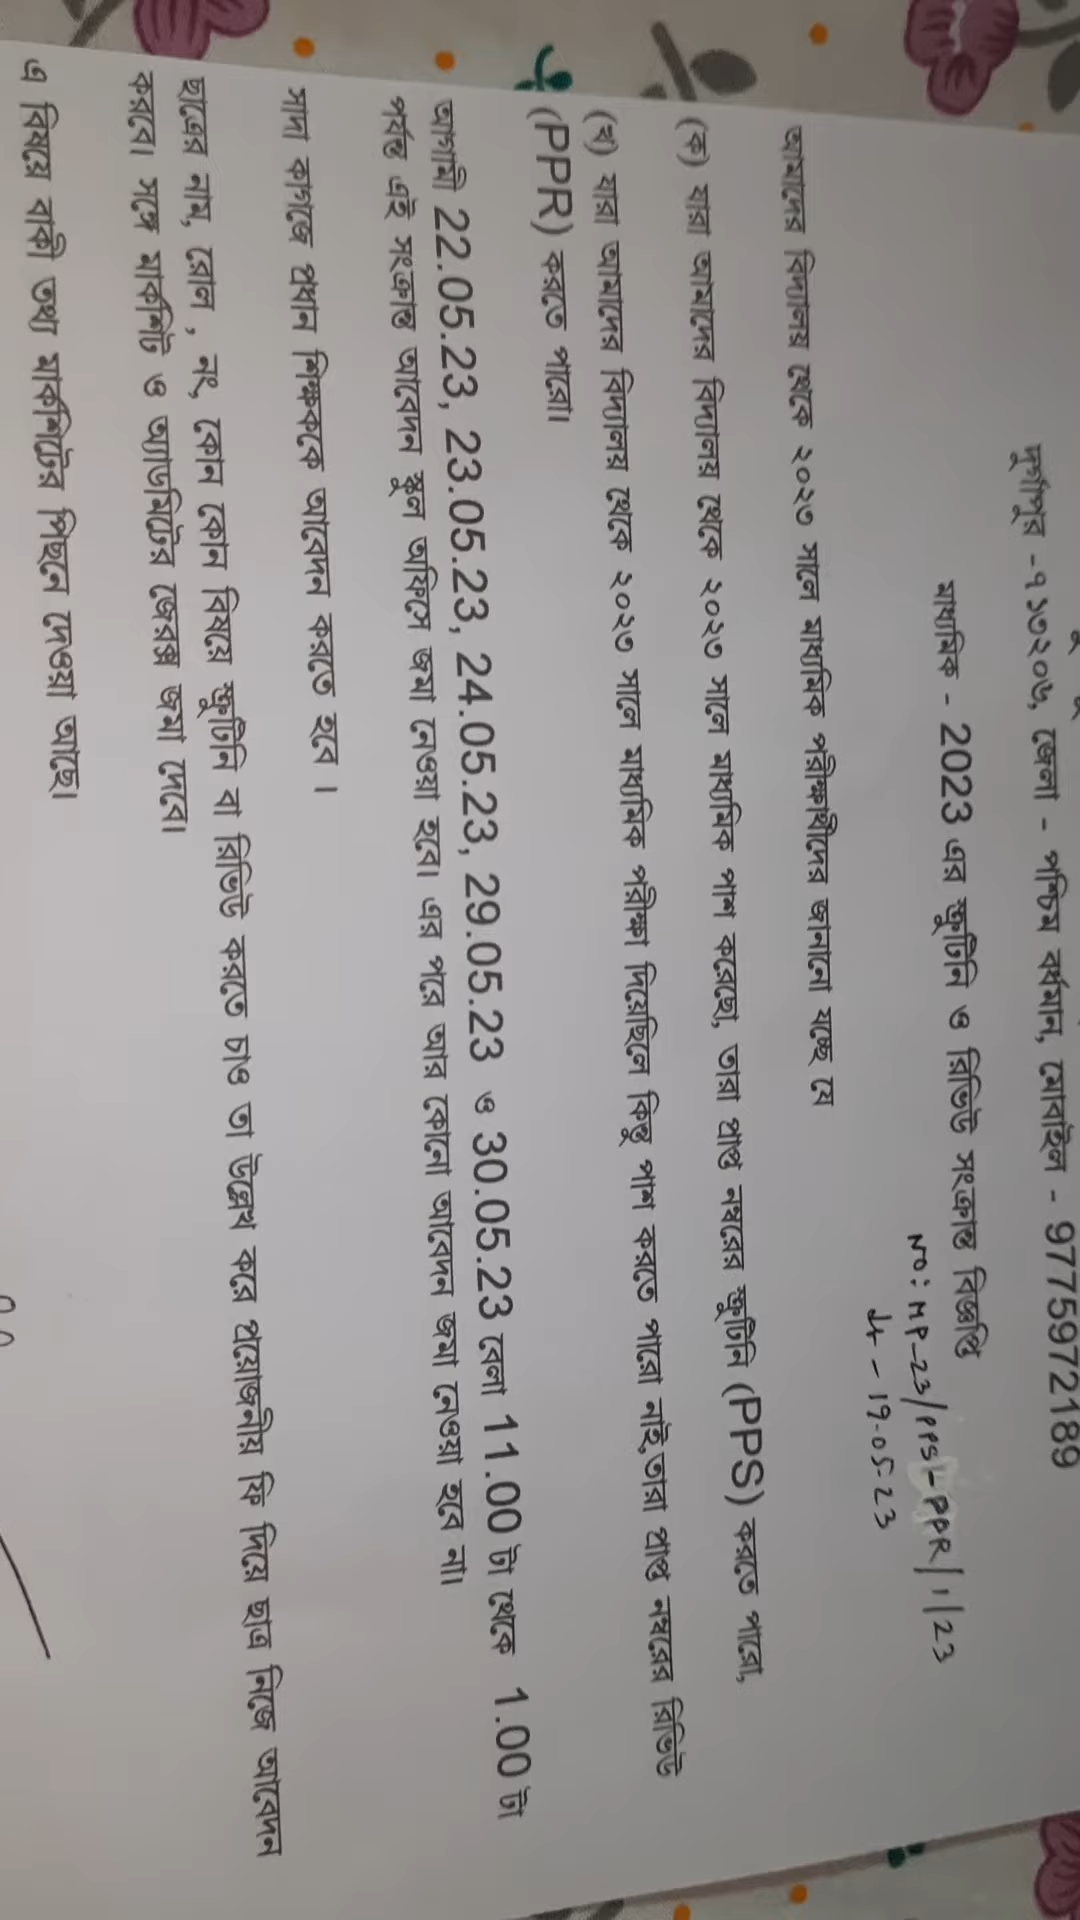 দুর্গাপুর -৭১৩২০৬, জেলা - পশ্চিম বর্ধমান, মোবাইল - 9775972189
মাধ্যমিক - 2023 এর স্ক্রুটিনি ও রিভিউ সংক্রান্ত বিজ্ঞপ্তি
NO: MP-23/PPS-PPR/1/23
dt - 19-05-23
আমাদের বিদ্যালয় থেকে ২০২৩ সালে মাধ্যমিক পরীক্ষার্থীদের জানানো যচ্ছে যে
(ক) যারা আমাদের বিদ্যালয় থেকে ২০২৩ সালে মাধ্যমিক পাশ করেছো, তারা প্রাপ্ত নম্বরের স্ক্রুটিনি (PPS) করতে পারো,
(খ) যারা আমাদের বিদ্যালয় থেকে ২০২৩ সালে মাধ্যমিক পরীক্ষা দিয়েছিলে কিন্তু পাশ করতে পারো নাই,তারা প্রাপ্ত নম্বরের রিভিউ
(PPR) করতে পারো।
আগামী 22.05.23, 23.05.23, 24.05.23, 29.05.23 ও 30.05.23 বেলা 11.00 টা থেকে 1.00 টা
পর্যন্ত এই সংক্রান্ত আবেদন স্কুল অফিসে জমা নেওয়া হবে। এর পরে আর কোনো আবেদন জমা নেওয়া হবে না।
সাদা কাগজে প্রধান শিক্ষককে আবেদন করতে হবে ।
ছাত্রের নাম, রোল , নং, কোন কোন বিষয়ে স্ক্রুটিনি বা রিভিউ করতে চাও তা উল্লেখ করে প্রয়োজনীয় ফি দিয়ে ছাত্র নিজে আবেদন
করবে। সঙ্গে মার্কশিট ও অ্যাডমিটের জেরক্স জমা দেবে।
এ বিষয়ে বাকী তথ্য মার্কশিটের পিছনে দেওয়া আছে।